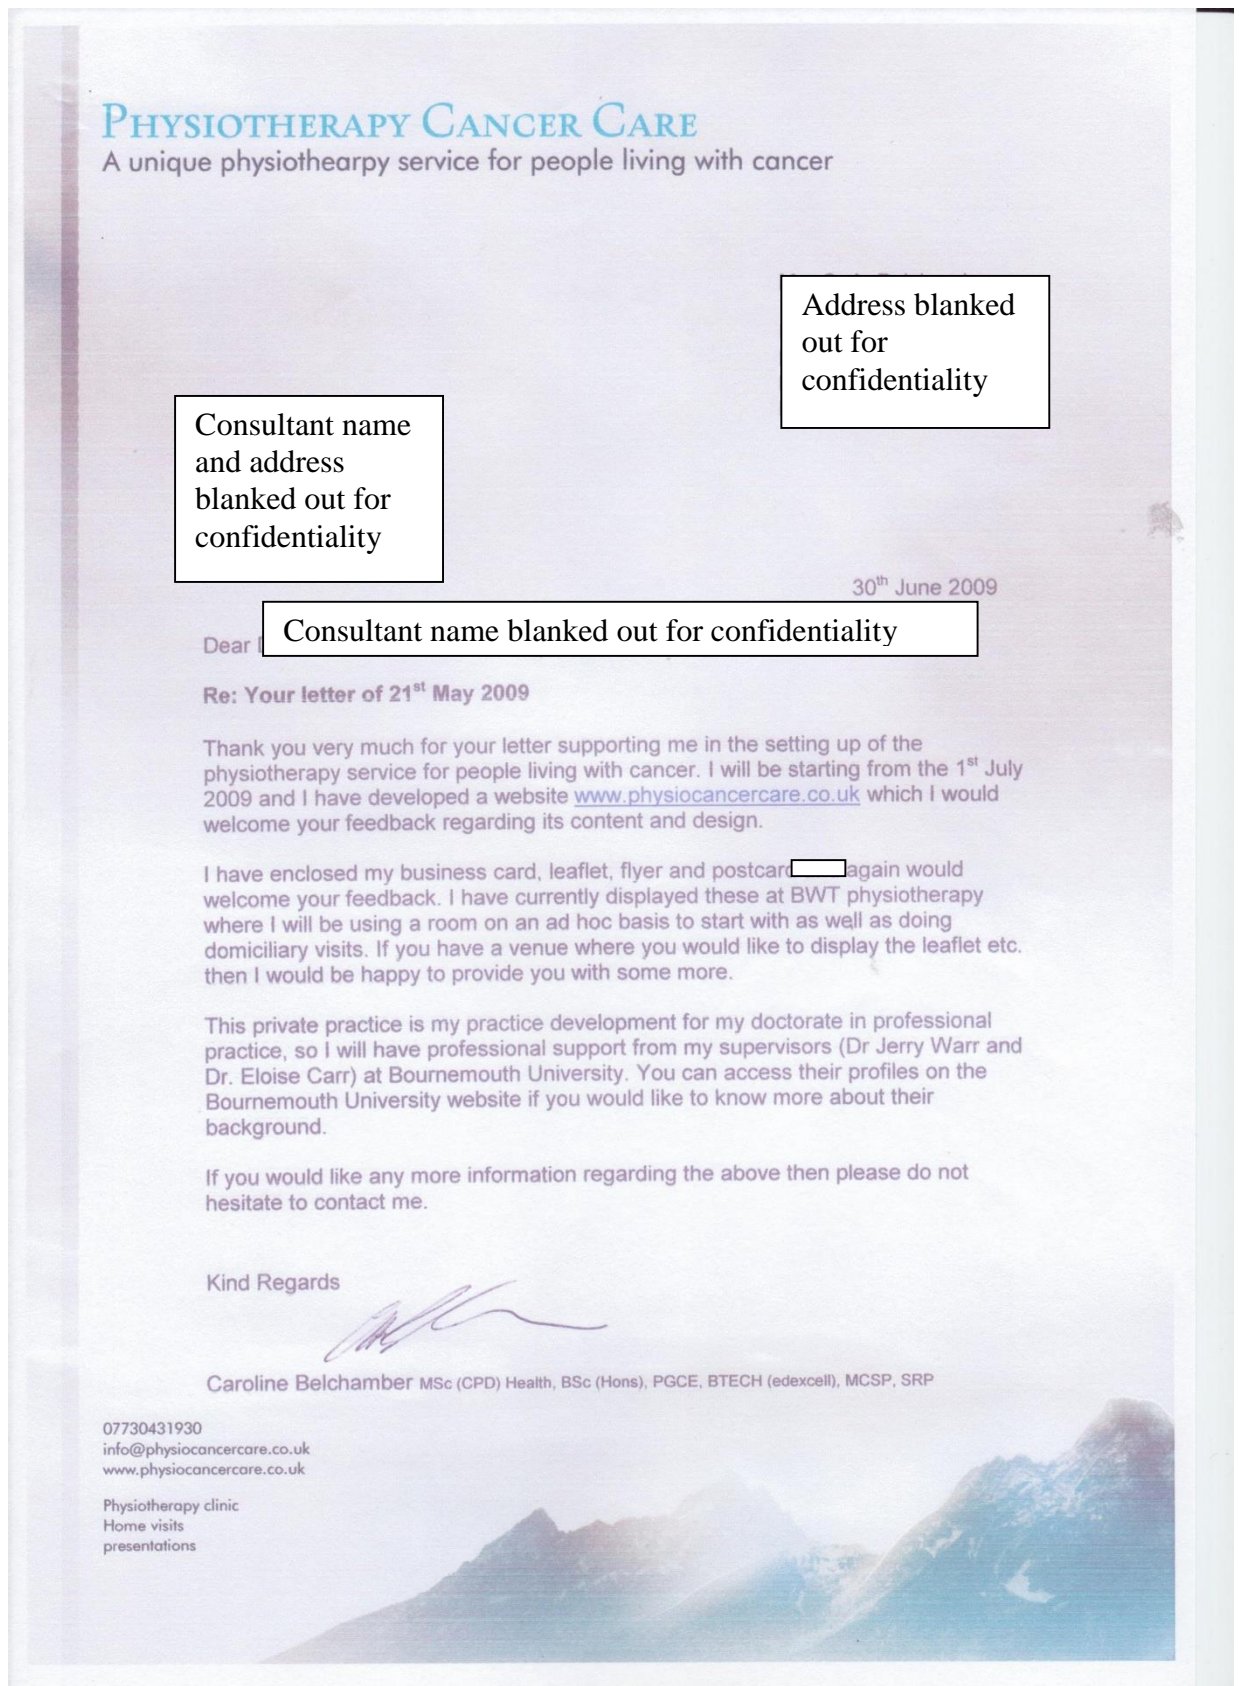 PHYSIOTHERAPY CANCER CARE
A unique physiothearpy service for people living with cancer
Address blanked
out for
confidentiality
Consultant name
and address
blanked out for
confidentiality
30th June 2009
Dear
Consultant name blanked out for confidentiality
Re: Your letter of 21st May 2009
Thank you very much for your letter supporting me in the setting up of the
physiotherapy service for people living with cancer. I will be starting from the 1st July
2009 and I have developed a website www.physiocancercare.co.uk which I would
welcome your feedback regarding its content and design.
I have enclosed my business card, leaflet, flyer and postcard again would
welcome your feedback. I have currently displayed these at BWT physiotherapy
where I will be using a room on an ad hoc basis to start with as well as doing
domiciliary visits. If you have a venue where you would like to display the leaflet etc.
then I would be happy to provide you with some more.
This private practice is my practice development for my doctorate in professional
practice, so I will have professional support from my supervisors (Dr Jerry Warr and
Dr. Eloise Carr) at Bournemouth University. You can access their profiles on the
Bournemouth University website if you would like to know more about their
background.
If you would like any more information regarding the above then please do not
hesitate to contact me.
Kind Regards
Caroline Belchamber MSc (CPD) Health, BSc (Hons), PGCE, BTECH (edexcell), MCSP, SRP
07730431930
info@physiocancercare.co.uk
www.physiocancercare.co.uk
Physiotherapy clinic
Home visits
presentations